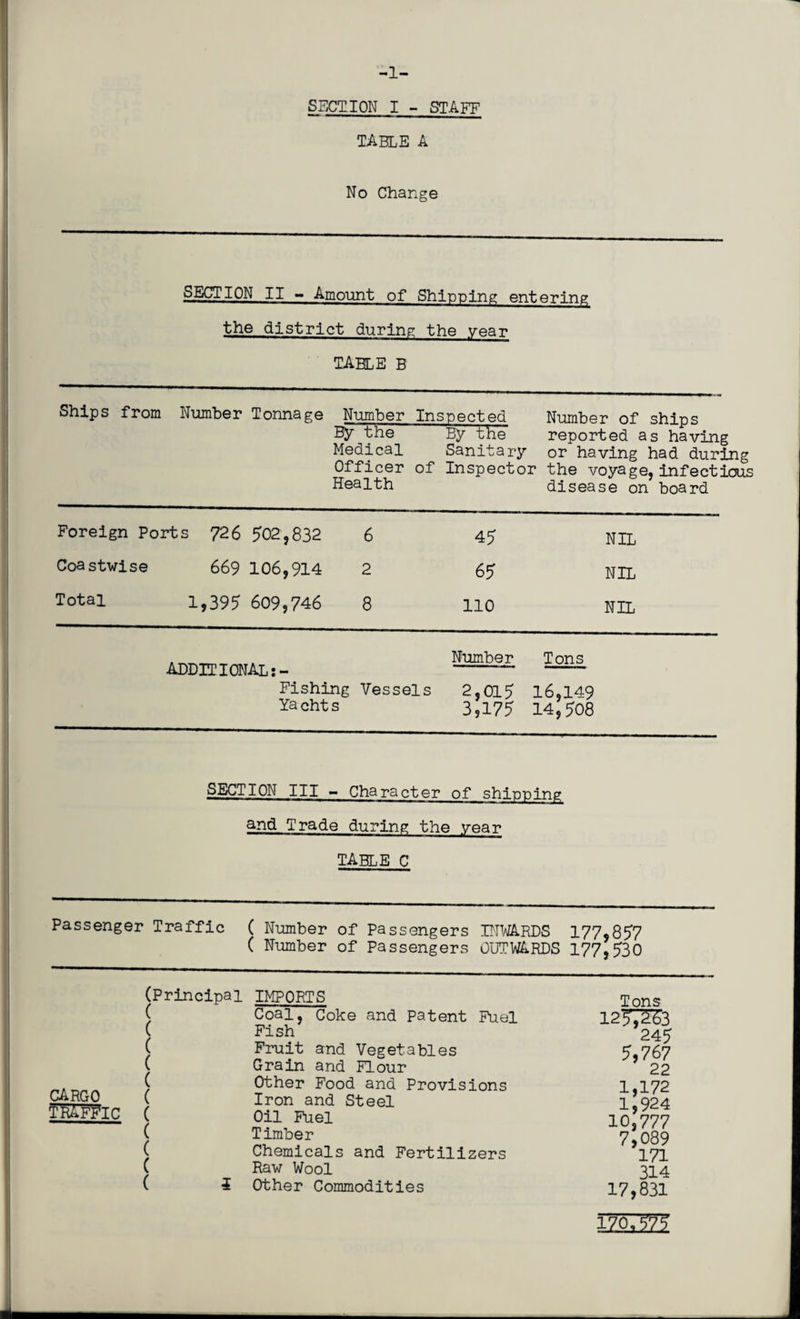 -1-
SECTION I - STAFF
TABLE A
No Change
SECTION II - Amount of Shipping entering
the district during the year
TABLE B
Ships from Number Tonnage Number Inspected Number of ships
By the By the reported as having
Medical Sanitary or having had during
Officer of Inspector the voyage, infectious
Health disease on board
Foreign Ports 726 502,832 6 45 NIL
Coastwise 669 106,914 2 65 NIL
Total 1,395 609,746 8 110 NIL
ADDITIONAL:- Number Tons
Fishing Vessels 2,015 16,149
Yachts 3,175 14,508
SECTION III - Character of shipping
and Trade during the year
TABLE C
Passenger Traffic ( Number of Passengers INWARDS 177,857
( Number of Passengers OUTWARDS 177,530
(Principal IMPORTS Tons
( Coal, Coke and Patent Fuel 125,263
( Fish 245
( Fruit and Vegetables 5,767
( Grain and Flour 22
( Other Food and Provisions 1,172
CARGO ( Iron and Steel 1,924
TRAFFIC ( Oil Fuel 10,777
( Timber 7,089
( Chemicals and Fertilizers 171
( Raw Wool 314
( Other Commodities 17,831
170,575